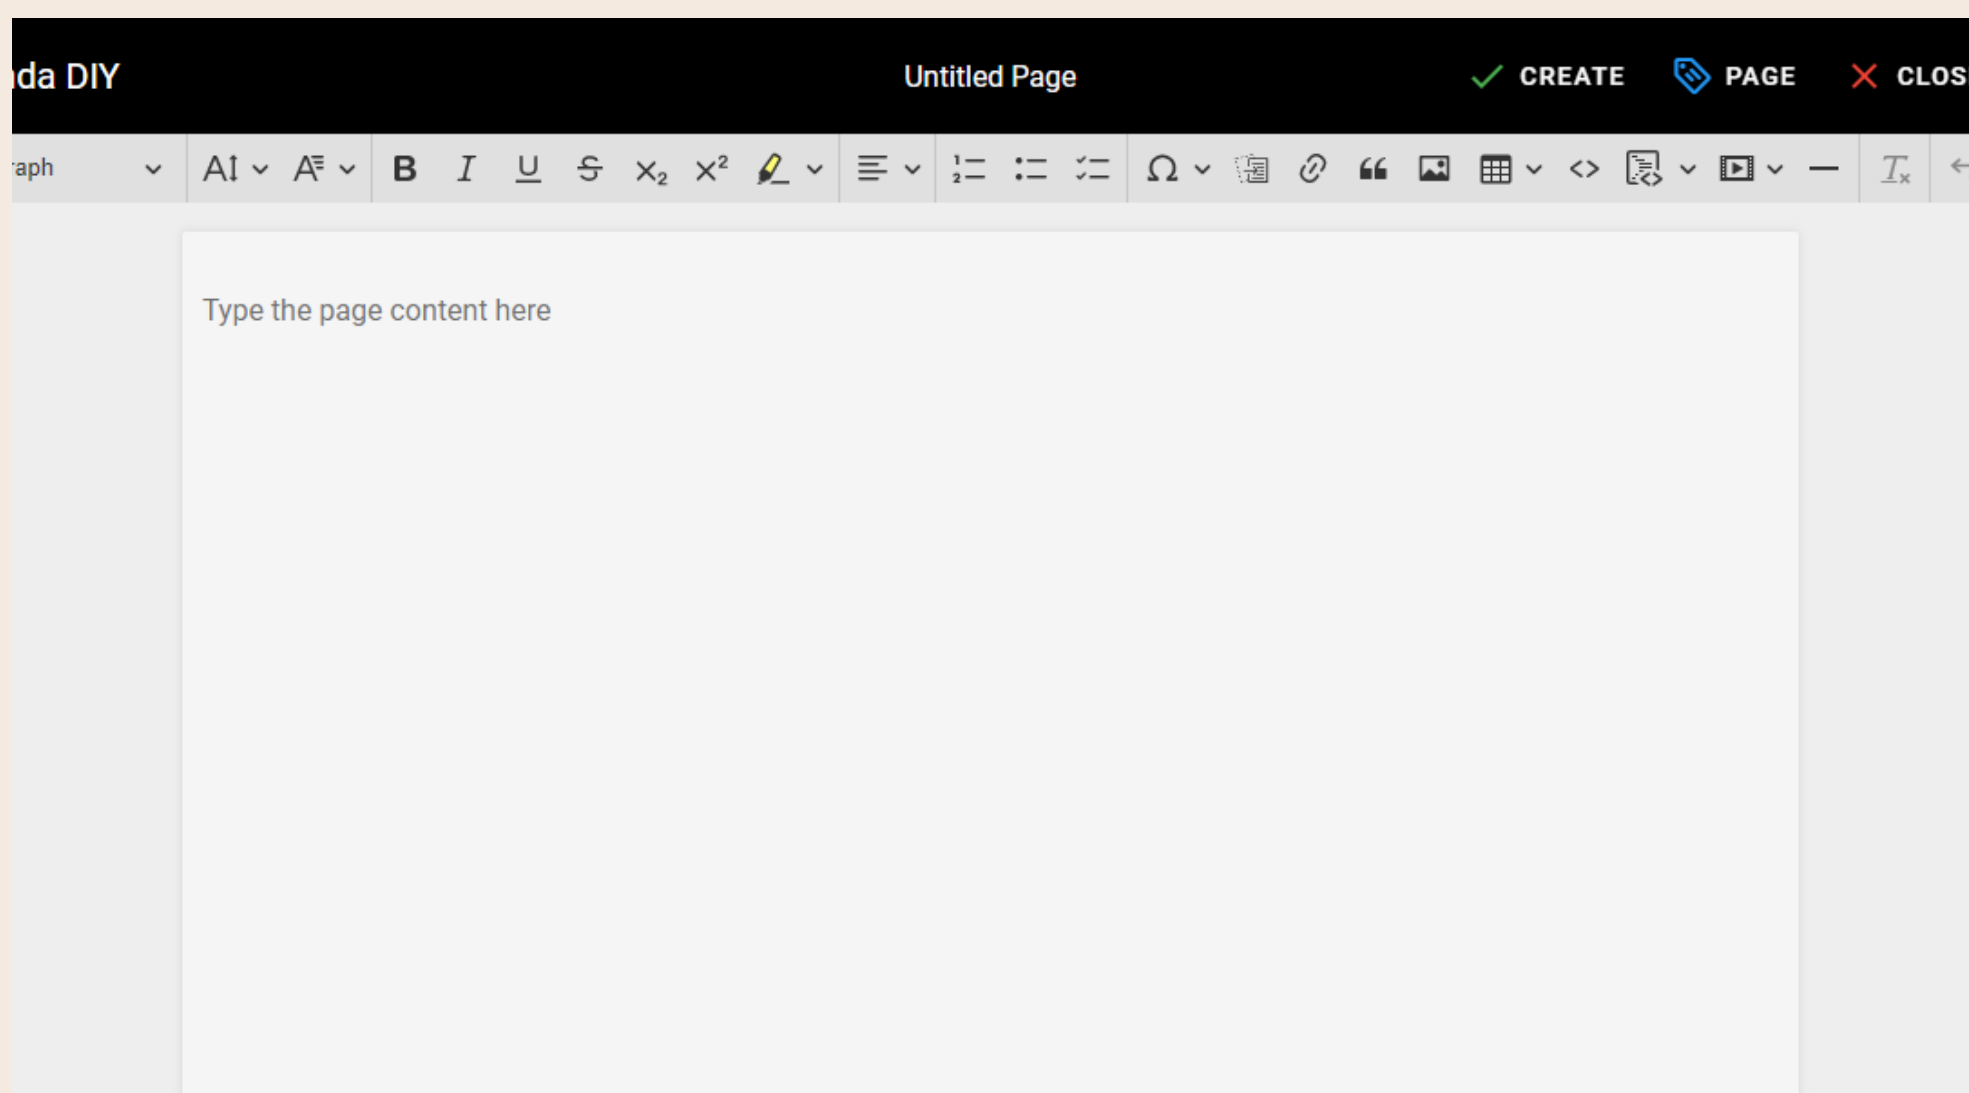 da DIY
Untitled Page
CREATE
PAGE
CLOS
aph
Type the page content here